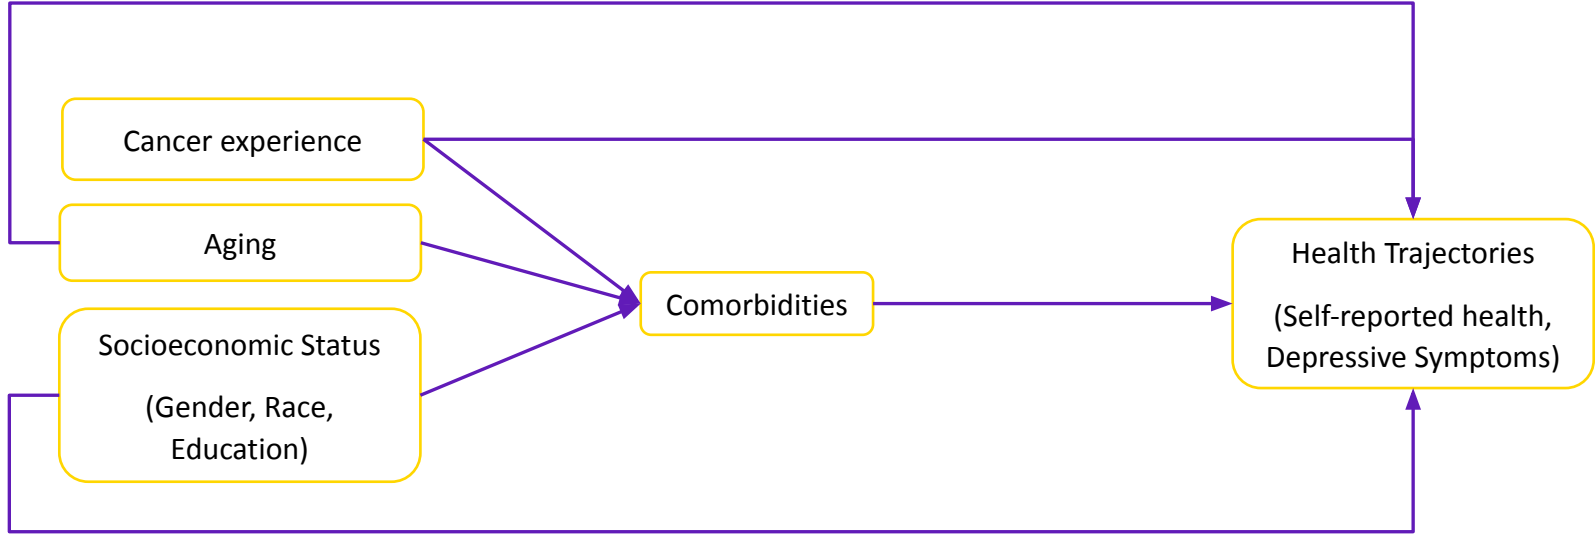 Cancer experience
Aging
Socioeconomic Status
(Gender, Race,
Education)
Comorbidities
Health Trajectories
(Self-reported health,
Depressive Symptoms)